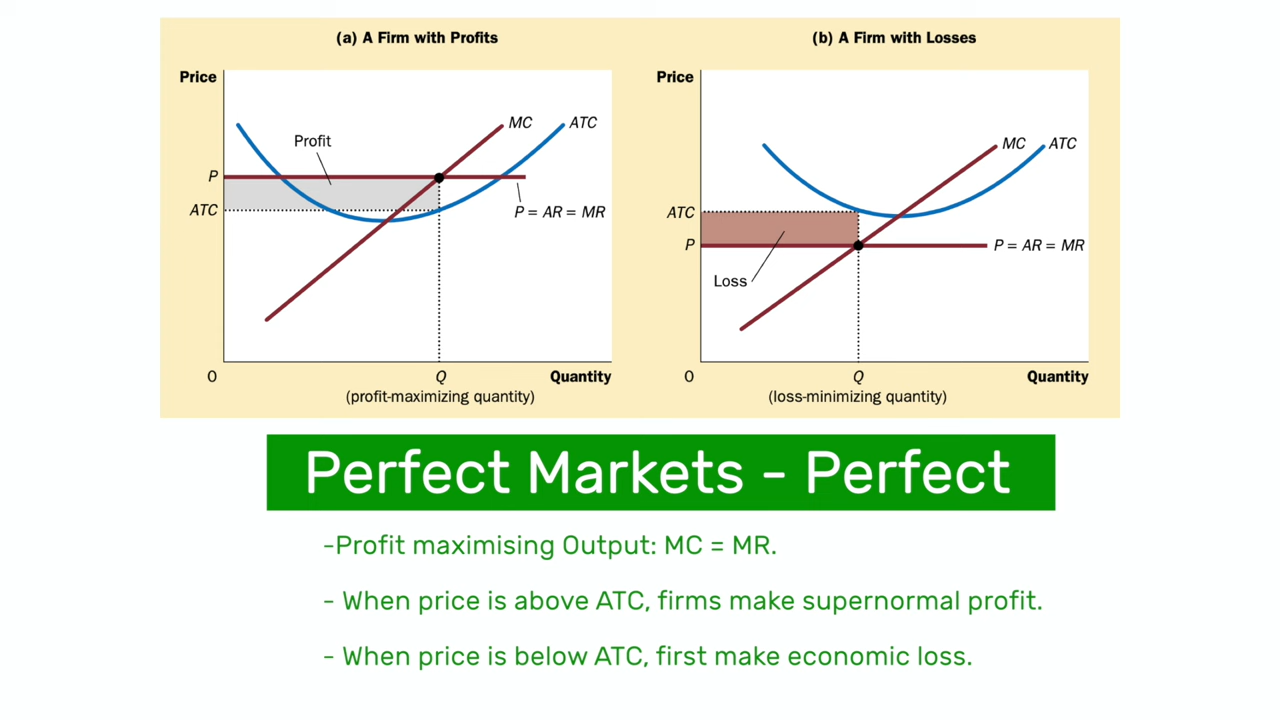 (a) A Firm with Profits
Price
MC
ATC
Profit
P
ATC
P = AR = MR
0
Q
Quantity
(profit-maximizing quantity)
(b) A Firm with Losses
Price
MC
ATC
ATC
P
P = AR = MR
Loss
0
Q
Quantity
(loss-minimizing quantity)
Perfect Markets - Perfect
-Profit maximising Output: MC = MR.
- When price is above ATC, firms make supernormal profit.
- When price is below ATC, first make economic loss.